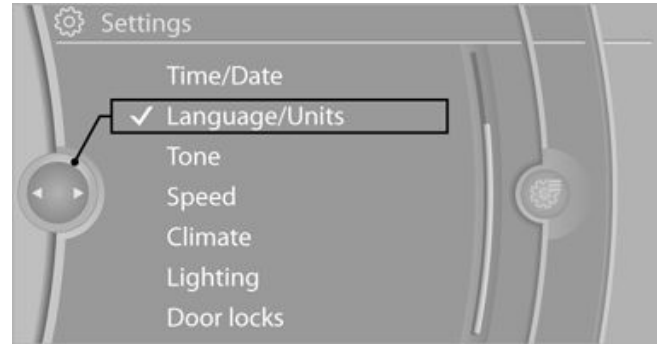 Settings
Time/Date
Language/Units
Tone
Speed
Climate
Lighting
Door locks